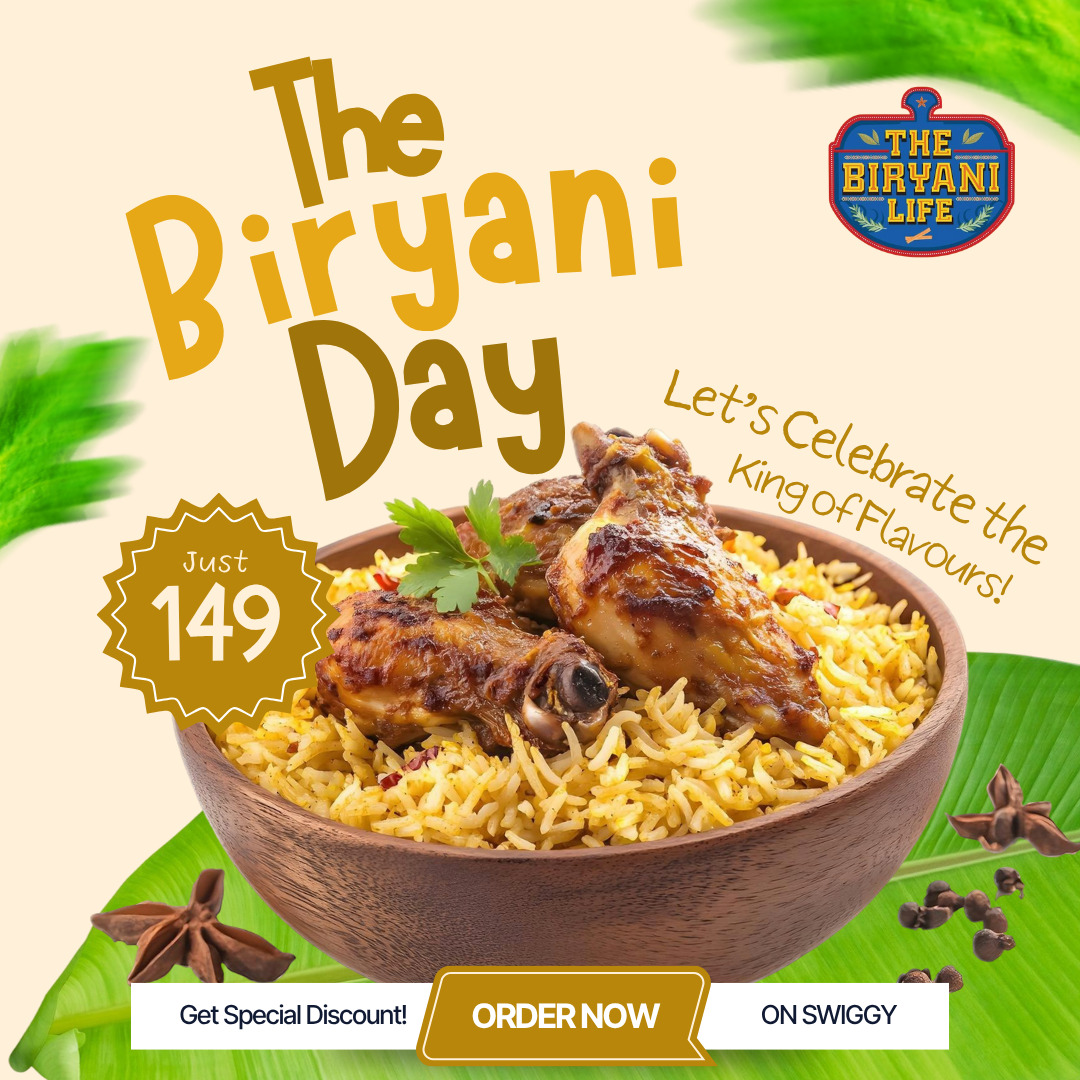 The
Biryani
Day
THE
BIRYANI
LIFE
Let's Celebrate the
King of Flavours!
Just
149
Get Special Discount!
ORDER NOW
ON SWIGGY